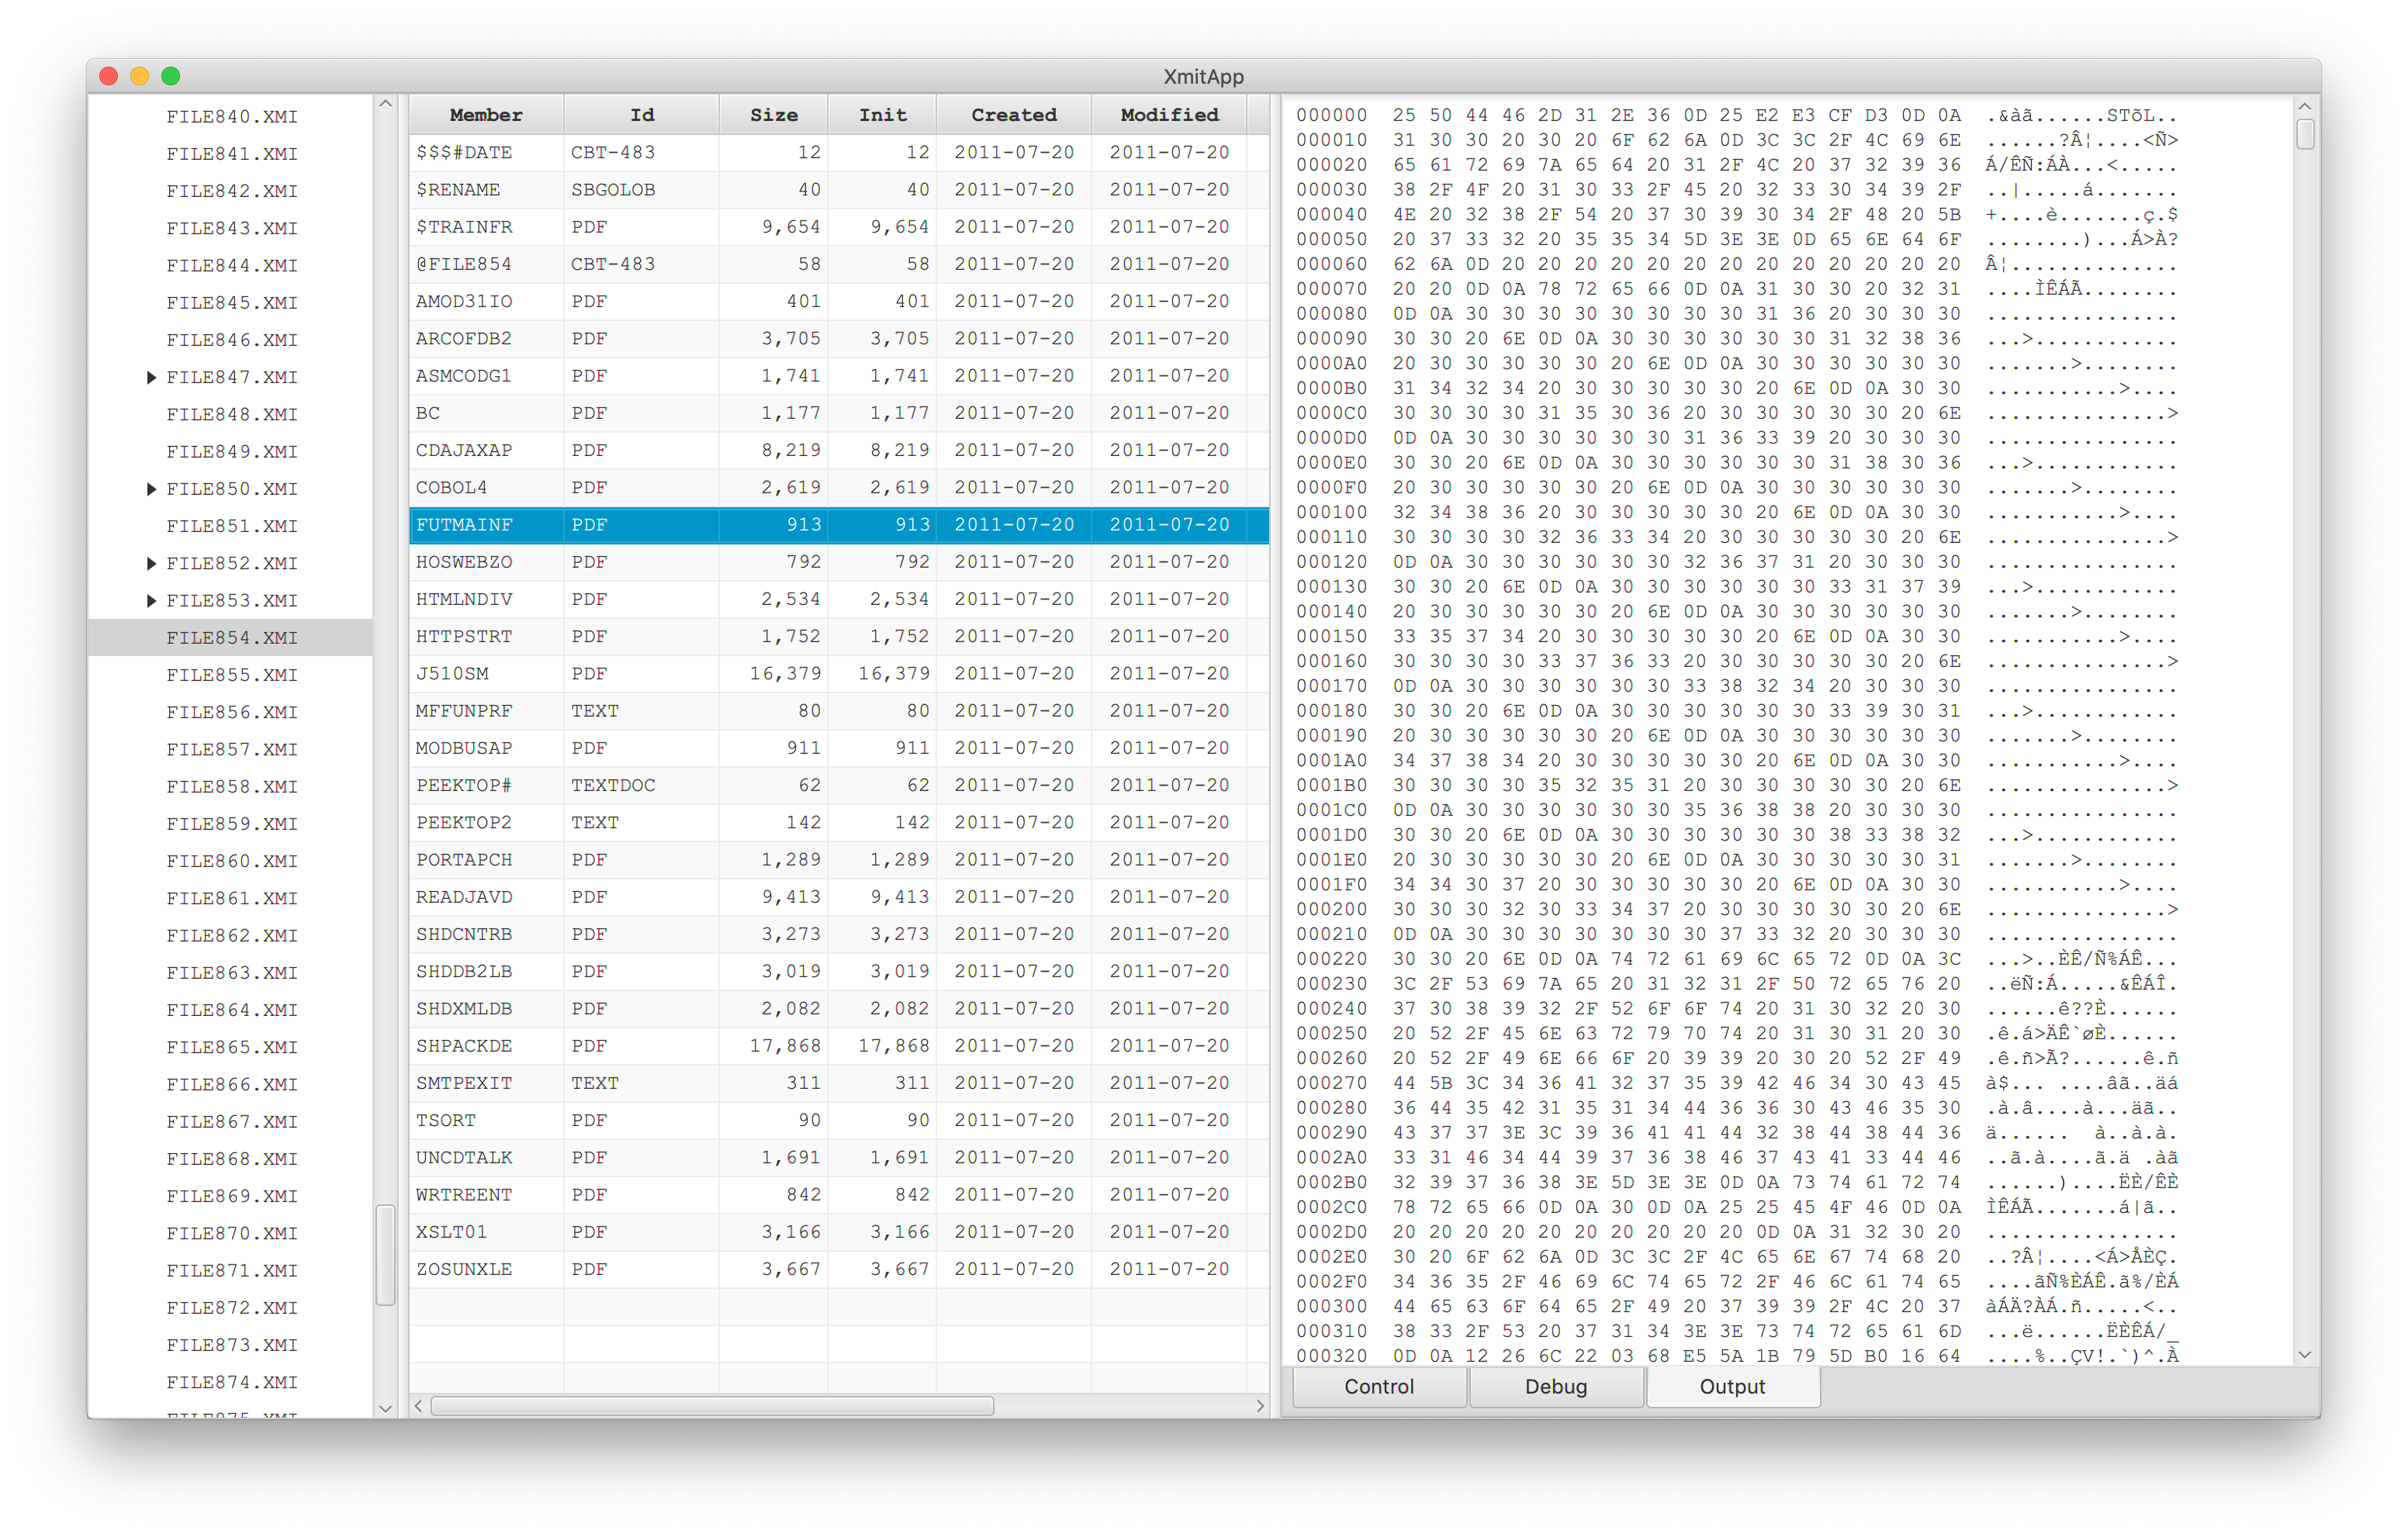 XmitApp
FILE840.XMI
FILE841.XMI
FILE842.XMI
FILE843.XMI
FILE844.XMI
FILE845.XMI
FILE846.XMI
FILE847.XMI
FILE848.XMI
FILE849.XMI
FILE850.XMI
FILE851.XMI
FILE852.XMI
FILE853.XMI
FILE854.XMI
FILE855.XMI
FILE856.XMI
FILE857.XMI
FILE858.XMI
FILE859.XMI
FILE860.XMI
FILE861.XMI
FILE862.XMI
FILE863.XMI
FILE864.XMI
FILE865.XMI
FILE866.XMI
FILE867.XMI
FILE868.XMI
FILE869.XMI
FILE870.XMI
FILE871.XMI
FILE872.XMI
FILE873.XMI
FILE874.XMI
Member Id Size Init Created Modified
$$$#DATE CBT-483 12 12 2011-07-20 2011-07-20
$RENAME SBGOLOB 40 40 2011-07-20 2011-07-20
$TRAINFR PDF 9,654 9,654 2011-07-20 2011-07-20
@FILE854 CBT-483 58 58 2011-07-20 2011-07-20
AMOD31IO PDF 401 401 2011-07-20 2011-07-20
ARCOFDB2 PDF 3,705 3,705 2011-07-20 2011-07-20
ASMCODG1 PDF 1,741 1,741 2011-07-20 2011-07-20
BC PDF 1,177 1,177 2011-07-20 2011-07-20
CDAJAXAP PDF 8,219 8,219 2011-07-20 2011-07-20
COBOL4 PDF 2,619 2,619 2011-07-20 2011-07-20
FUTMAINF PDF 913 913 2011-07-20 2011-07-20
HOSWEBZO PDF 792 792 2011-07-20 2011-07-20
HTMLNDIV PDF 2,534 2,534 2011-07-20 2011-07-20
HTTPSTRT PDF 1,752 1,752 2011-07-20 2011-07-20
J510SM PDF 16,379 16,379 2011-07-20 2011-07-20
MFFUNPRF TEXT 80 80 2011-07-20 2011-07-20
MODBUSAP PDF 911 911 2011-07-20 2011-07-20
PEEKTOP# TEXTDOC 62 62 2011-07-20 2011-07-20
PEEKTOP2 TEXT 142 142 2011-07-20 2011-07-20
PORTAPCH PDF 1,289 1,289 2011-07-20 2011-07-20
READJAVD PDF 9,413 9,413 2011-07-20 2011-07-20
SHDCNTRB PDF 3,273 3,273 2011-07-20 2011-07-20
SHDDB2LB PDF 3,019 3,019 2011-07-20 2011-07-20
SHDXMLDB PDF 2,082 2,082 2011-07-20 2011-07-20
SHPACKDE PDF 17,868 17,868 2011-07-20 2011-07-20
SMTPEXIT TEXT 311 311 2011-07-20 2011-07-20
TSORT PDF 90 90 2011-07-20 2011-07-20
UNCDTALK PDF 1,691 1,691 2011-07-20 2011-07-20
WRTREENT PDF 842 842 2011-07-20 2011-07-20
XSLT01 PDF 3,166 3,166 2011-07-20 2011-07-20
ZOSUNXLE PDF 3,667 3,667 2011-07-20 2011-07-20
000000 25 50 44 46 2D 31 2E 36 0D 25 E2 E3 CF D3 0D 0A .&àã......STõL..
000010 31 30 30 20 30 20 6F 62 6A 0D 3C 3C 2F 4C 69 6E ......?Â¦....<Ñ>
000020 65 61 72 69 7A 65 64 20 31 2F 4C 20 37 32 39 36 Á/ÊÑ:ÁÀ...<.....
000030 38 2F 4F 20 31 30 33 2F 45 20 32 33 30 34 39 2F ..|.....á.......
000040 4E 20 32 38 2F 54 20 37 30 39 30 34 2F 48 20 5B +....è.......ç.$
000050 20 37 33 32 20 35 35 34 5D 3E 3E 0D 65 6E 64 6F ........)...Á>À?
000060 62 6A 0D 20 20 20 20 20 20 20 20 20 20 20 20 20 Â¦..............
000070 20 20 0D 0A 78 72 65 66 0D 0A 31 30 30 20 32 31 ....ÌÊÁÃ........
000080 0D 0A 30 30 30 30 30 30 30 30 31 36 20 30 30 30 ................
000090 30 30 20 6E 0D 0A 30 30 30 30 30 30 31 32 38 36 ...>............
0000A0 20 30 30 30 30 30 20 6E 0D 0A 30 30 30 30 30 30 .......>........
0000B0 31 34 32 34 20 30 30 30 30 30 20 6E 0D 0A 30 30 ...........>....
0000C0 30 30 30 30 31 35 30 36 20 30 30 30 30 30 20 6E ...............>
0000D0 0D 0A 30 30 30 30 30 30 31 36 33 39 20 30 30 30 ................
0000E0 30 30 20 6E 0D 0A 30 30 30 30 30 30 31 38 30 36 ...>............
0000F0 20 30 30 30 30 30 20 6E 0D 0A 30 30 30 30 30 30 .......>........
000100 32 34 38 36 20 30 30 30 30 30 20 6E 0D 0A 30 30 ...........>....
000110 30 30 30 30 32 36 33 34 20 30 30 30 30 30 20 6E ...............>
000120 0D 0A 30 30 30 30 30 30 32 36 37 31 20 30 30 30 ................
000130 30 30 20 6E 0D 0A 30 30 30 30 30 30 33 31 37 39 ...>............
000140 20 30 30 30 30 30 20 6E 0D 0A 30 30 30 30 30 30 .......>........
000150 33 35 37 34 20 30 30 30 30 30 20 6E 0D 0A 30 30 ...........>....
000160 30 30 30 30 33 37 36 33 20 30 30 30 30 30 20 6E ...............>
000170 0D 0A 30 30 30 30 30 30 33 38 32 34 20 30 30 30 ................
000180 30 30 20 6E 0D 0A 30 30 30 30 30 30 33 39 30 31 ...>............
000190 20 30 30 30 30 30 20 6E 0D 0A 30 30 30 30 30 30 .......>........
0001A0 34 37 38 34 20 30 30 30 30 30 20 6E 0D 0A 30 30 ...........>....
0001B0 30 30 30 30 35 32 35 31 20 30 30 30 30 30 20 6E ...............>
0001C0 0D 0A 30 30 30 30 30 30 35 36 38 38 20 30 30 30 ................
0001D0 30 30 20 6E 0D 0A 30 30 30 30 30 30 38 33 38 32 ...>............
0001E0 20 30 30 30 30 30 20 6E 0D 0A 30 30 30 30 30 31 .......>........
0001F0 34 34 30 37 20 30 30 30 30 30 20 6E 0D 0A 30 30 ...........>....
000200 30 30 30 32 30 33 34 37 20 30 30 30 30 30 20 6E ...............>
000210 0D 0A 30 30 30 30 30 30 30 37 33 32 20 30 30 30 ................
000220 30 30 20 6E 0D 0A 74 72 61 69 6C 65 72 0D 0A 3C ...>..ÈÊ/Ñ%ÁÊ...
000230 3C 2F 53 69 7A 65 20 31 32 31 2F 50 72 65 76 20 ..ëÑ:Á.....&ÊÁÎ.
000240 37 30 38 39 32 2F 52 6F 6F 74 20 31 30 32 20 30 ......ê??È......
000250 20 52 2F 45 6E 63 72 79 70 74 20 31 30 31 20 30 .ê.á>ÄÊ`øÈ......
000260 20 52 2F 49 6E 66 6F 20 39 39 20 30 20 52 2F 49 .ê.ñ>Ã?......ê.ñ
000270 44 5B 3C 34 36 41 32 37 35 39 42 46 34 30 43 45 à$... ....âã..äá
000280 36 44 35 42 31 35 31 34 44 36 36 30 43 46 35 30 .à.â....à...äã..
000290 43 37 37 3E 3C 39 36 41 41 44 32 38 44 38 44 36 ä......  à..à.à.
0002A0 33 31 46 34 44 39 37 36 38 46 37 43 41 33 44 46 ..ã.à....ã.ä .àã
0002B0 32 39 37 36 38 3E 5D 3E 3E 0D 0A 73 74 61 72 74 ......)....ËÈ/ÊÈ
0002C0 78 72 65 66 0D 0A 30 0D 0A 25 25 45 4F 46 0D 0A ÌÊÁÃ.......á|ã..
0002D0 20 20 20 20 20 20 20 20 20 20 0D 0A 31 32 30 20 ................
0002E0 30 20 6F 62 6A 0D 3C 3C 2F 4C 65 6E 67 74 68 20 ..?Â¦....<Á>ÅÈÇ.
0002F0 34 36 35 2F 46 69 6C 74 65 72 2F 46 6C 61 74 65 ....ãÑ%ÈÁÊ.ã%/ÈÁ
000300 44 65 63 6F 64 65 2F 49 20 37 39 39 2F 4C 20 37 àÁÄ?ÀÁ.ñ.....<..
000310 38 33 2F 53 20 37 31 34 3E 3E 73 74 72 65 61 6D ...ë......ËÈÊÁ/_
000320 0D 0A 12 26 6C 22 03 68 E5 5A 1B 79 5D B0 16 64 ....%..ÇV!.`)^.À
Control Debug Output